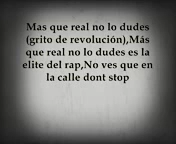 Mas que real no lo dudes
(grito de revolución),Más
que real no lo dudes es la
elite del rap,No ves que en
la calle dont stop